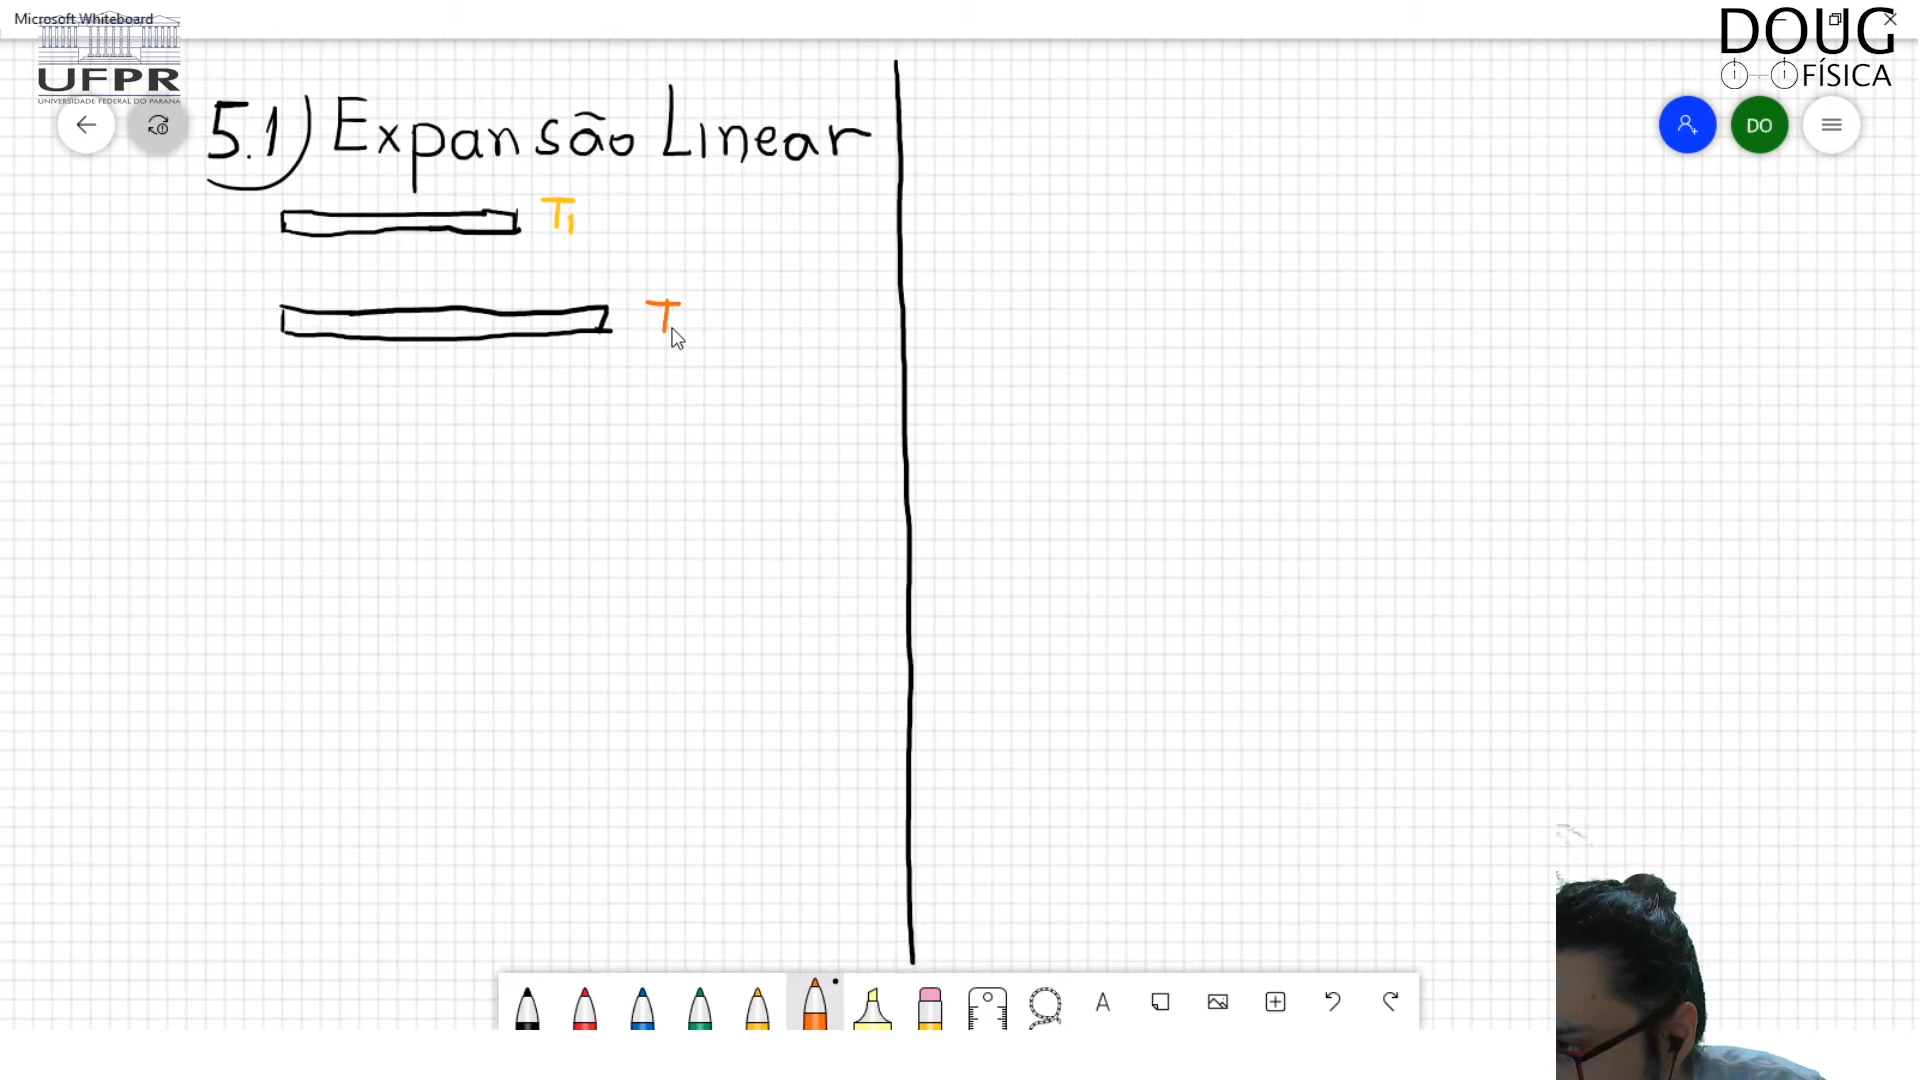 Microsoft Whiteboard
UFPR
UNIVERSIDADE FEDERAL DO PARANÁ
DOUG
FÍSICA
DO
5.1) Expansão Linear
T1
T
A